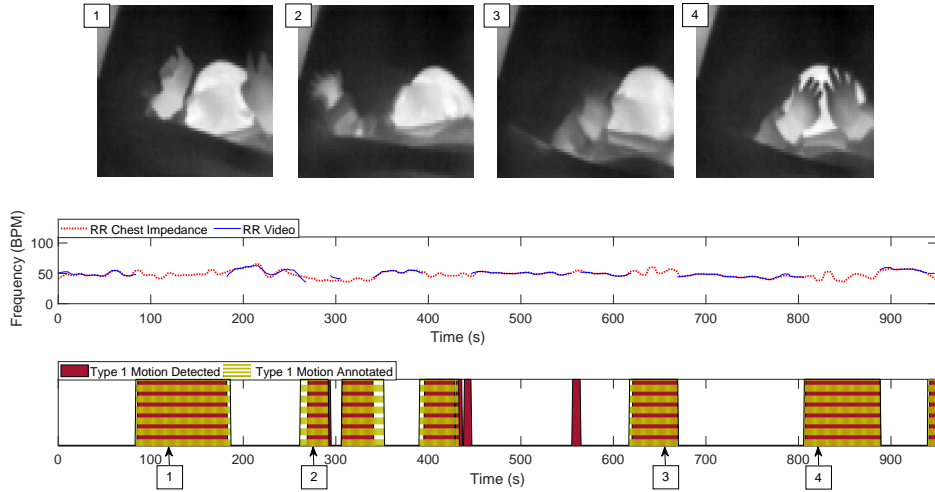 1 2 3 4
Frequency (BPM)
RR Chest Impedance RR Video
100
50
0
0 100 200 300 400 500 600 700 800 900
Time (s)
Type 1 Motion Detected Type 1 Motion Annotated
0 100 200 300 400 500 600 700 800 900
Time (s)
1 2 3 4